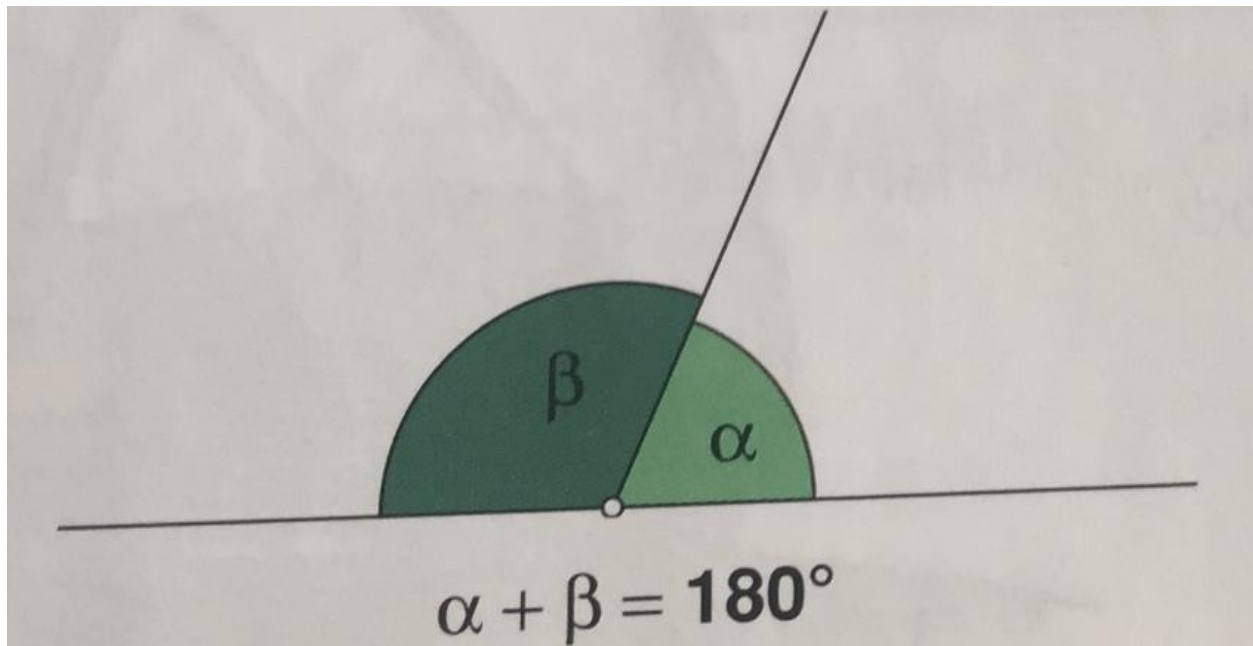 β
α
α + β = 180°